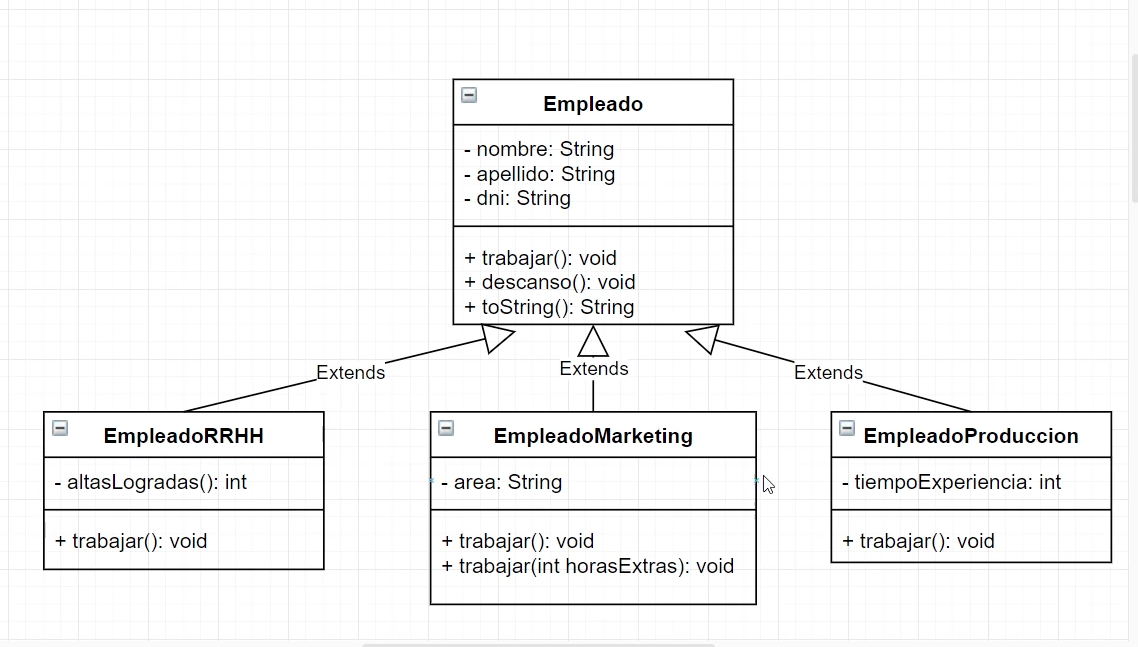 Empleado
- nombre: String
- apellido: String
- dni: String
+ trabajar(): void
+ descanso(): void
+ toString(): String
Extends
Extends
Extends
EmpleadoRRHH
- altasLogradas(): int
+ trabajar(): void
EmpleadoMarketing
- area: String
+ trabajar(): void
+ trabajar(int horasExtras): void
EmpleadoProduccion
- tiempoExperiencia: int
+ trabajar(): void